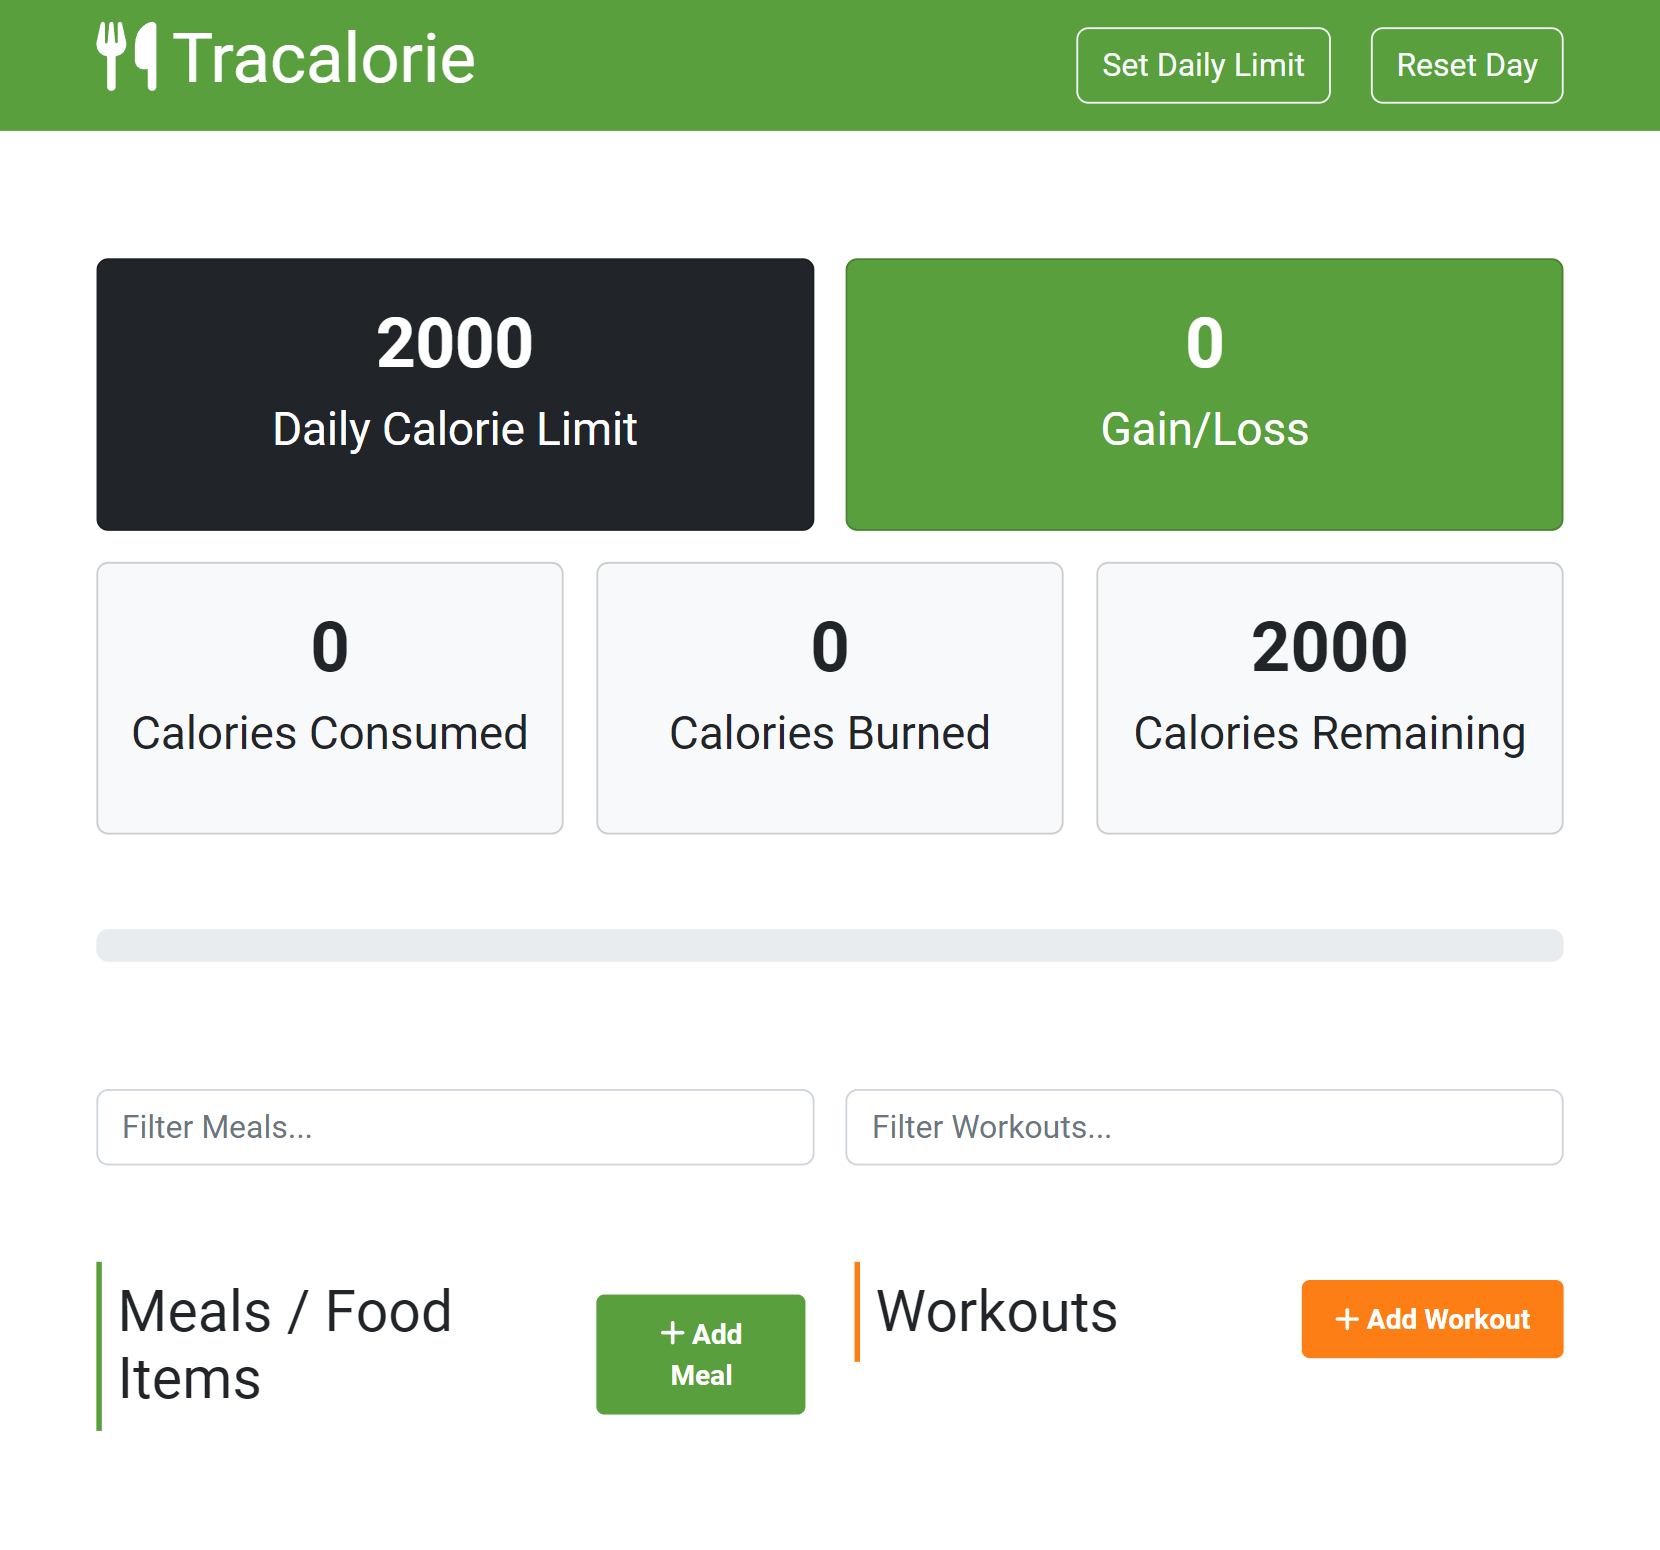 Tracalorie
Set Daily Limit
Reset Day
2000
Daily Calorie Limit
0
Gain/Loss
0
Calories Consumed
0
Calories Burned
2000
Calories Remaining
Filter Meals...
Filter Workouts...
Meals / Food
Items
+ Add
Meal
Workouts
+ Add Workout